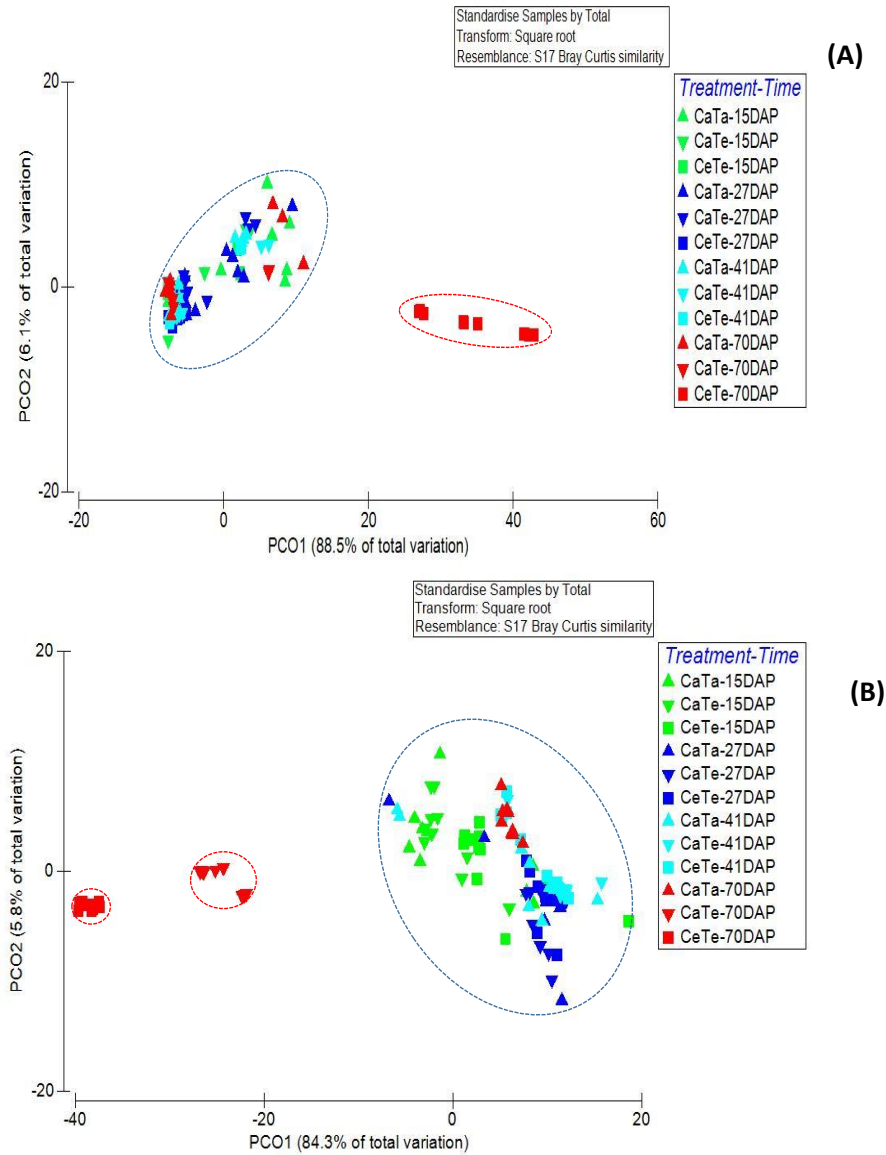 Standardise Samples by Total
Transform: Square root
Resemblance: S17 Bray Curtis similarity
(A)
Treatment-Time
CaTa-15DAP
CaTe-15DAP
CeTe-15DAP
CaTa-27DAP
CaTe-27DAP
CeTe-27DAP
CaTa-41DAP
CaTe-41DAP
CeTe-41DAP
CaTa-70DAP
CaTe-70DAP
CeTe-70DAP
20
0
-20
PCO2 (6.1% of total variation)
-20 0 20 40 60
PCO1 (88.5% of total variation)
Standardise Samples by Total
Transform: Square root
Resemblance: S17 Bray Curtis similarity
(B)
Treatment-Time
CaTa-15DAP
CaTe-15DAP
CeTe-15DAP
CaTa-27DAP
CaTe-27DAP
CeTe-27DAP
CaTa-41DAP
CaTe-41DAP
CeTe-41DAP
CaTa-70DAP
CaTe-70DAP
CeTe-70DAP
20
0
-20
PCO2 (5.8% of total variation)
-40 -20 0 20
PCO1 (84.3% of total variation)